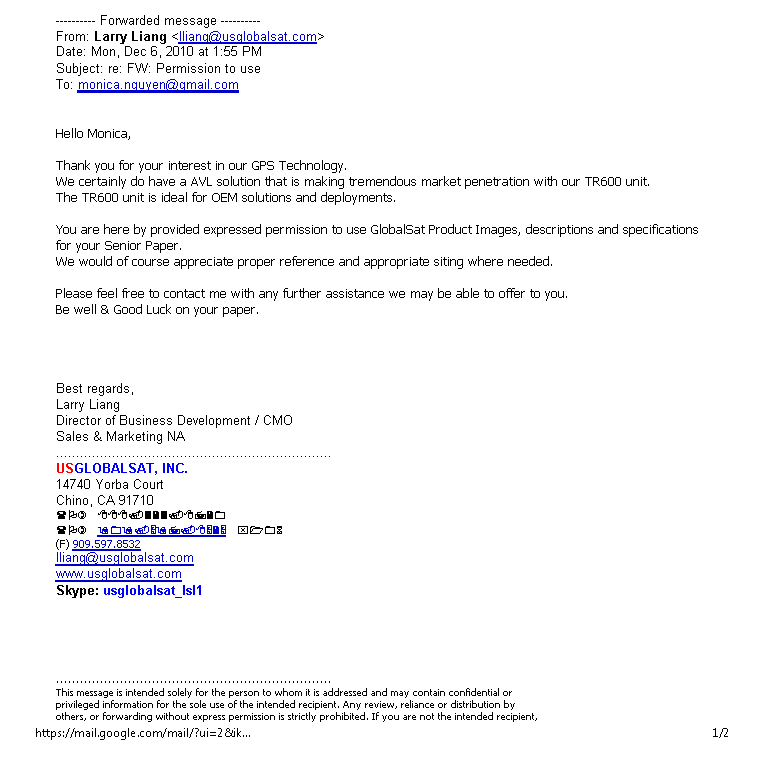 ---------- Forwarded message ----------
From: Larry Liang <lliang@usglobalsat.com>
Date: Mon, Dec 6, 2010 at 1:55 PM
Subject: re: FW: Permission to use
To: monica.nguyen@gmail.com
Hello Monica,
Thank you for your interest in our GPS Technology.
We certainly do have a AVL solution that is making tremendous market penetration with our TR600 unit.
The TR600 unit is ideal for OEM solutions and deployments.
You are here by provided expressed permission to use GlobalSat Product Images, descriptions and specifications
for your Senior Paper.
We would of course appreciate proper reference and appropriate siting where needed.
Please feel free to contact me with any further assistance we may be able to offer to you.
Be well & Good Luck on your paper.
Best regards,
Larry Liang
Director of Business Development / CMO
Sales & Marketing NA
USGLOBALSAT, INC.
14740 Yorba Court
Chino, CA 91710
(F) 909.597.8532
lliang@usglobalsat.com
www.usglobalsat.com
Skype: usglobalsat_lsl1
This message is intended solely for the person to whom it is addressed and may contain confidential or
privileged information for the sole use of the intended recipient. Any review, reliance or distribution by
others, or forwarding without express permission is strictly prohibited. If you are not the intended recipient,
https://mail.google.com/mail/?ui=2&ik... 1/2